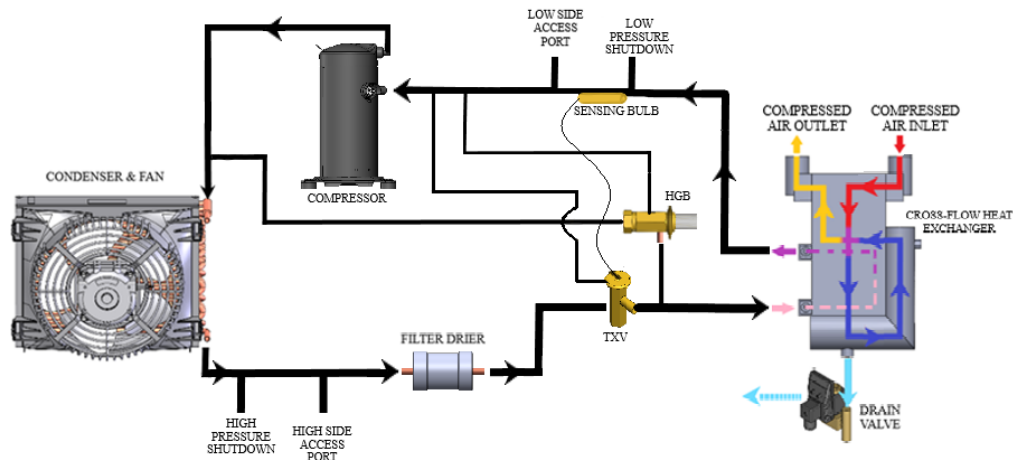 LOW SIDE
ACCESS
PORT
LOW
PRESSURE
SHUTDOWN
SENSING BULB
COMPRESSED
AIR OUTLET
COMPRESSED
AIR INLET
CONDENSER & FAN
COMPRESSOR
HGB
CROSS-FLOW HEAT
EXCHANGER
TXV
FILTER DRIER
HIGH
PRESSURE
SHUTDOWN
HIGH SIDE
ACCESS
PORT
DRAIN
VALVE